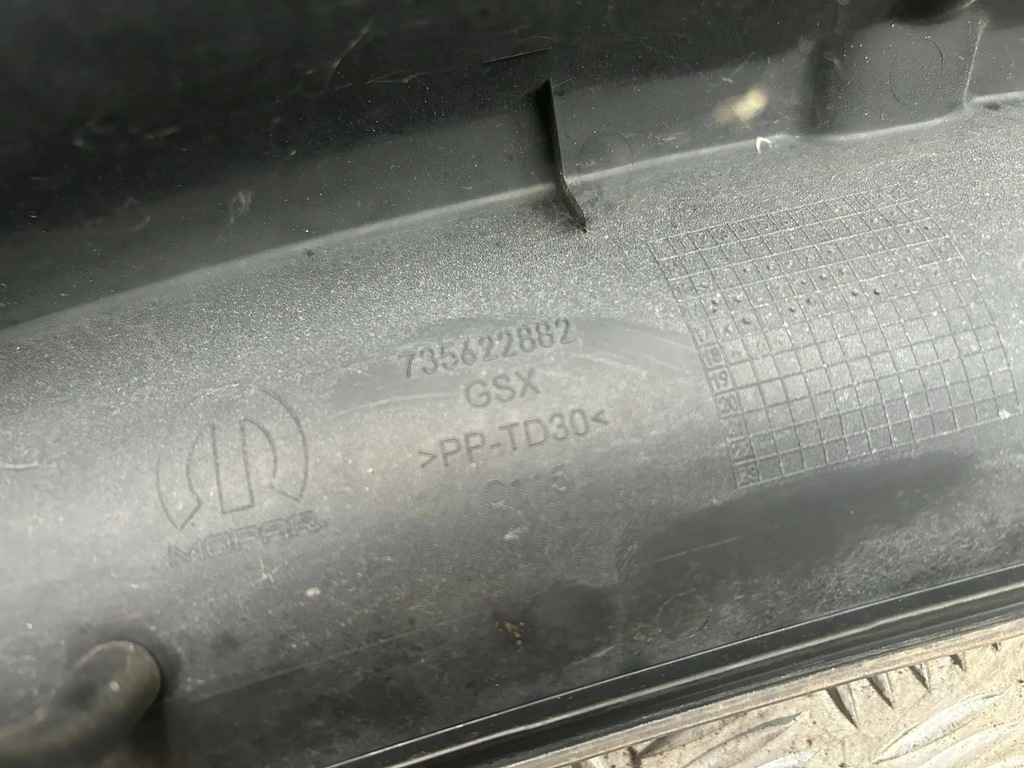 735622882
GSX
>PP-TD30<
MOPAR